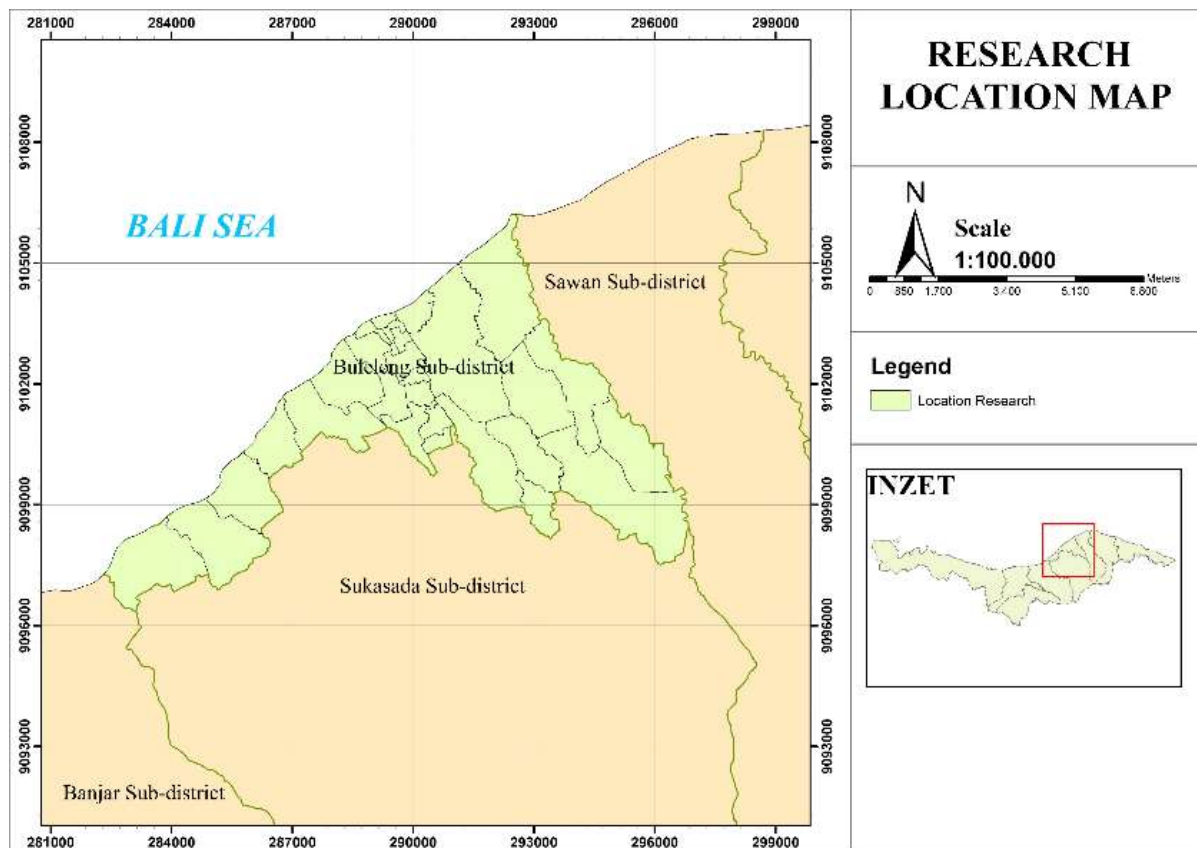 281000 284000 287000 290000 293000 296000 299000
9108000
9105000
9102000
9099000
9096000
9093000
BALI SEA
Sawan Sub-district
Buleleng Sub-district
Sukasada Sub-district
Banjar Sub-district
9108000
9105000
9102000
9099000
9096000
9093000
281000 284000 287000 290000 293000 296000 299000
RESEARCH
LOCATION MAP
N
Scale
1:100.000
Meters
0 850 1.700 3.400 5.100 6.800
Legend
Location Research
INZET